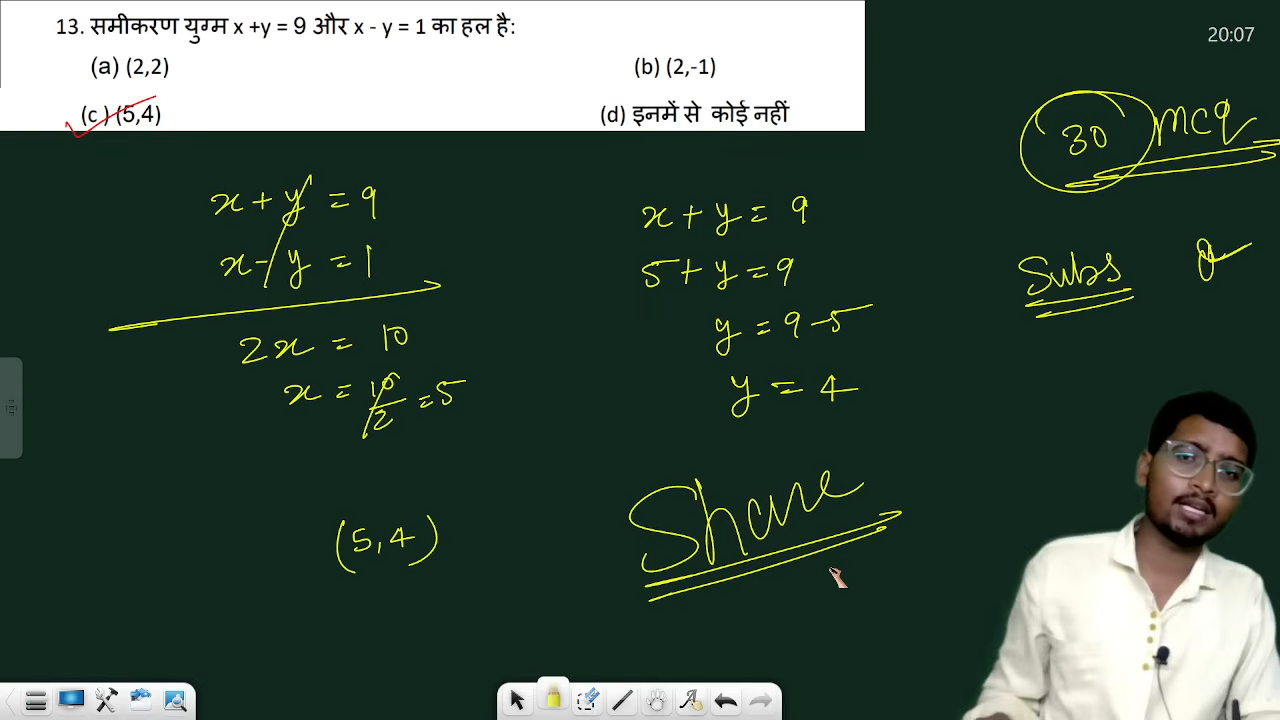 13. समीकरण युग्म x +y = 9 और x - y = 1 का हल है:
(a) (2,2) (b) (2,-1)
(c ) (5,4) (d) इनमें से कोई नहीं
20:07
30 mcq
Subs
x + y = 9
x - y = 1
2x = 10
x = 10/2 = 5
x + y = 9
5 + y = 9
y = 9 - 5
y = 4
(5,4)
Share